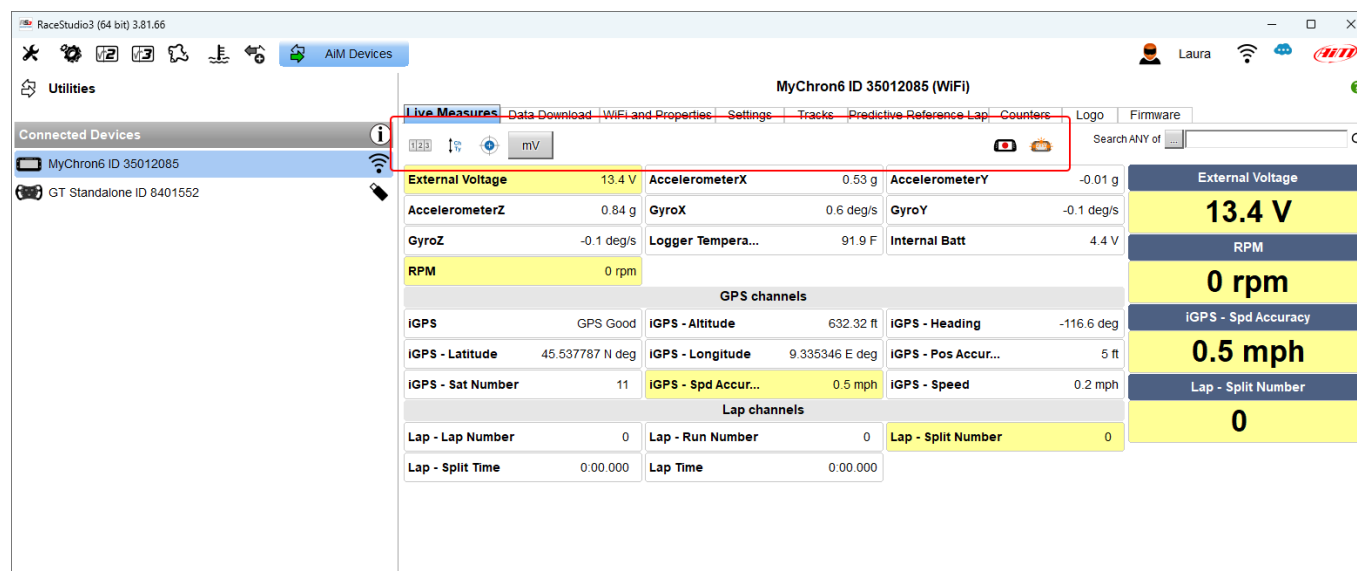 RaceStudio3 (64 bit) 3.81.66
AiM Devices
Laura
AiM
Utilities
MyChron6 ID 35012085 (WiFi)
Live Measures Data Download WiFi and Properties Settings Tracks Predictive Reference Lap Counters Logo Firmware
Connected Devices
123 mV Search ANY of ...
MyChron6 ID 35012085
GT Standalone ID 8401552
External Voltage 13.4 V AccelerometerX 0.53 g AccelerometerY -0.01 g
AccelerometerZ 0.84 g GyroX 0.6 deg/s GyroY -0.1 deg/s
GyroZ -0.1 deg/s Logger Tempera... 91.9 F Internal Batt 4.4 V
RPM 0 rpm
GPS channels
iGPS GPS Good iGPS - Altitude 632.32 ft iGPS - Heading -116.6 deg
iGPS - Latitude 45.537787 N deg iGPS - Longitude 9.335346 E deg iGPS - Pos Accur... 5 ft
iGPS - Sat Number 11 iGPS - Spd Accur... 0.5 mph iGPS - Speed 0.2 mph
Lap channels
Lap - Lap Number 0 Lap - Run Number 0 Lap - Split Number 0
Lap - Split Time 0:00.000 Lap Time 0:00.000
External Voltage
13.4 V
RPM
0 rpm
iGPS - Spd Accuracy
0.5 mph
Lap - Split Number
0